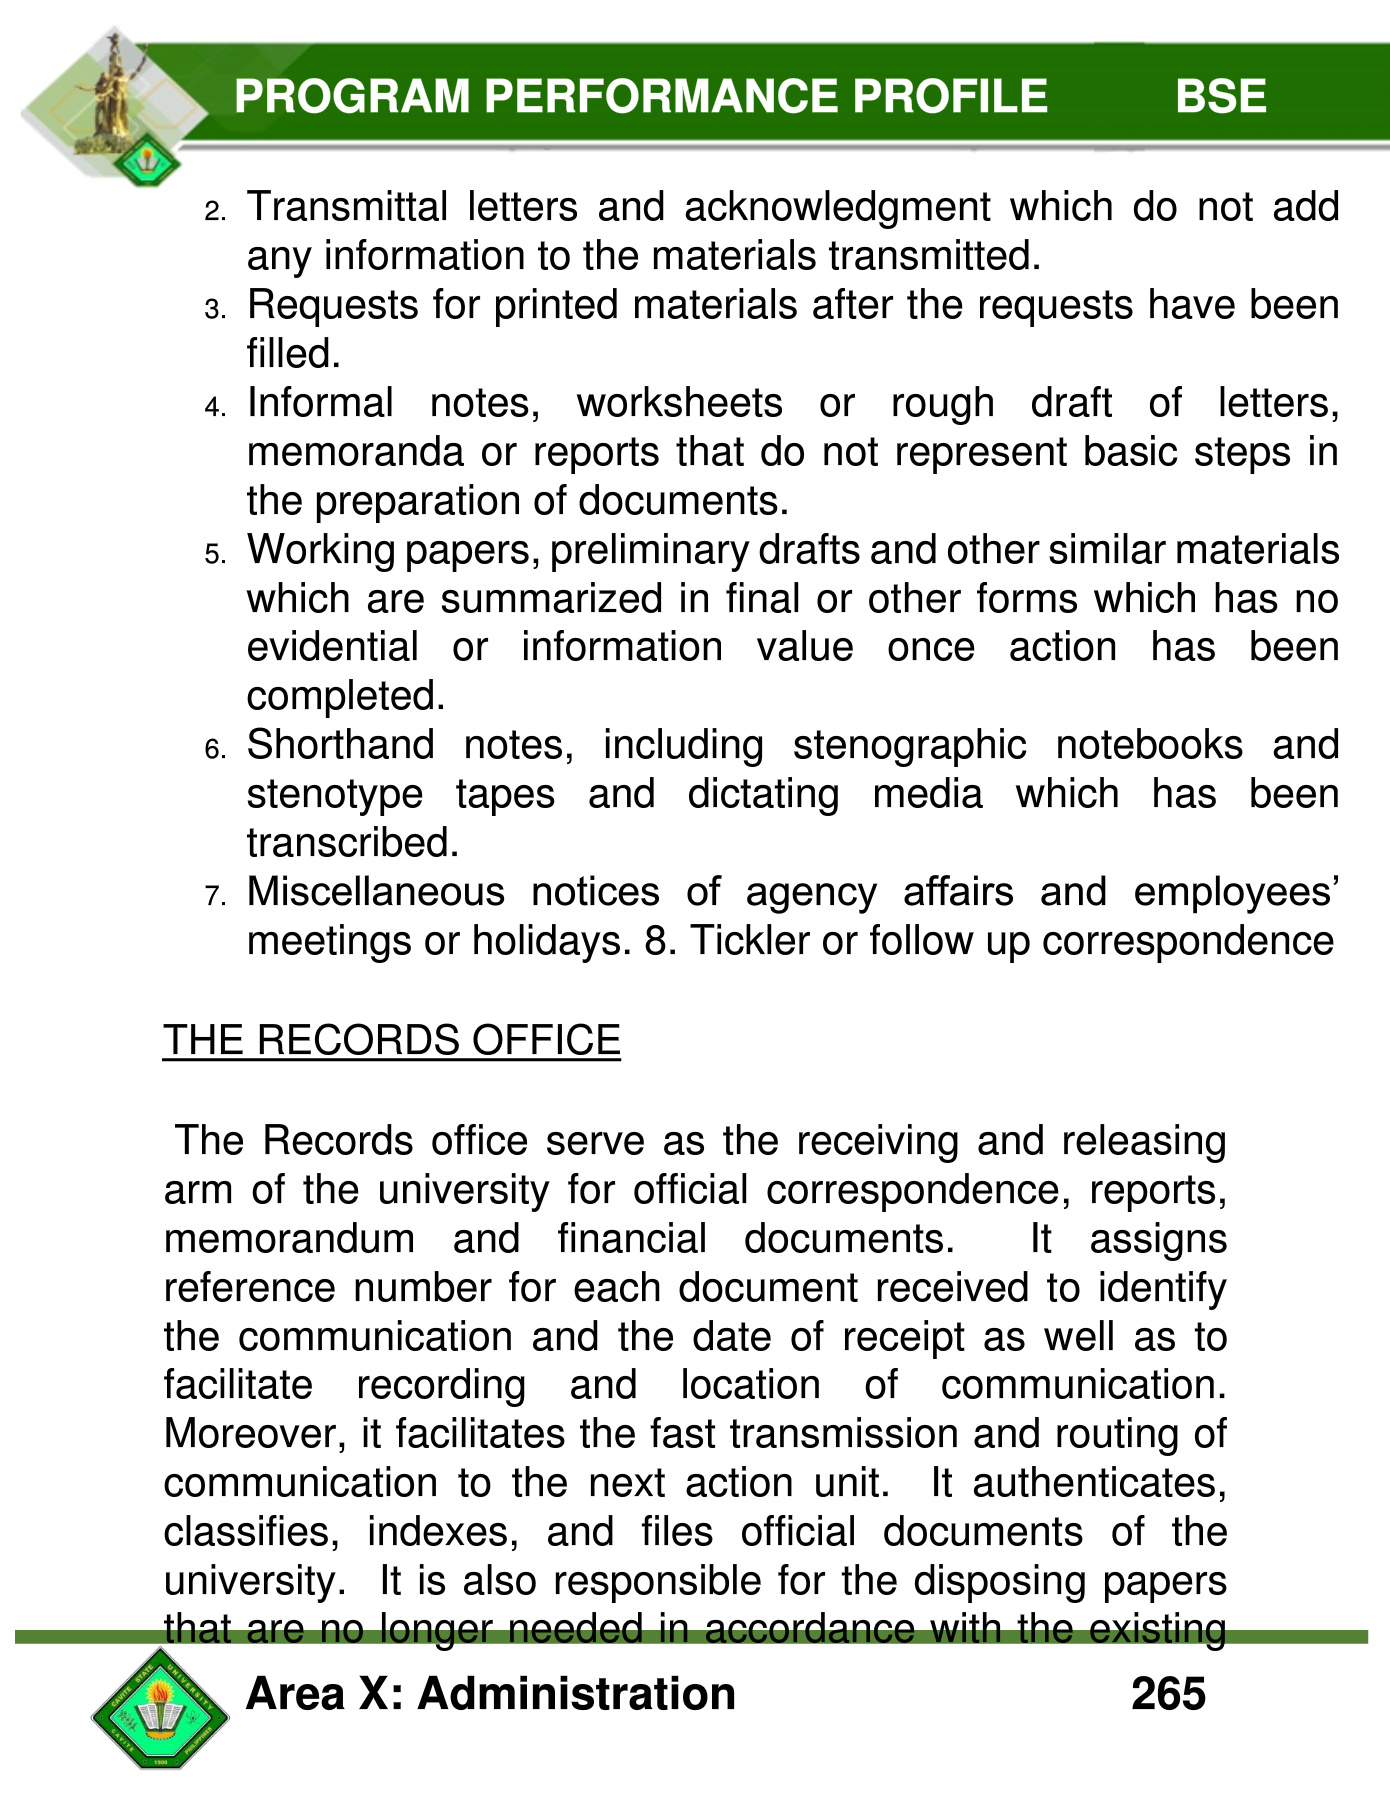 PROGRAM PERFORMANCE PROFILE BSE
2. Transmittal letters and acknowledgment which do not add
any information to the materials transmitted.
3. Requests for printed materials after the requests have been
filled.
4. Informal notes, worksheets or rough draft of letters,
memoranda or reports that do not represent basic steps in
the preparation of documents.
5. Working papers, preliminary drafts and other similar materials
which are summarized in final or other forms which has no
evidential or information value once action has been
completed.
6. Shorthand notes, including stenographic notebooks and
stenotype tapes and dictating media which has been
transcribed.
7. Miscellaneous notices of agency affairs and employees’
meetings or holidays. 8. Tickler or follow up correspondence
THE RECORDS OFFICE
The Records office serve as the receiving and releasing
arm of the university for official correspondence, reports,
memorandum and financial documents. It assigns
reference number for each document received to identify
the communication and the date of receipt as well as to
facilitate recording and location of communication.
Moreover, it facilitates the fast transmission and routing of
communication to the next action unit. It authenticates,
classifies, indexes, and files official documents of the
university. It is also responsible for the disposing papers
that are no longer needed in accordance with the existing
CAVITE STATE UNIVERSITY
CAVITE PHILIPPINES
1906
Area X: Administration 265